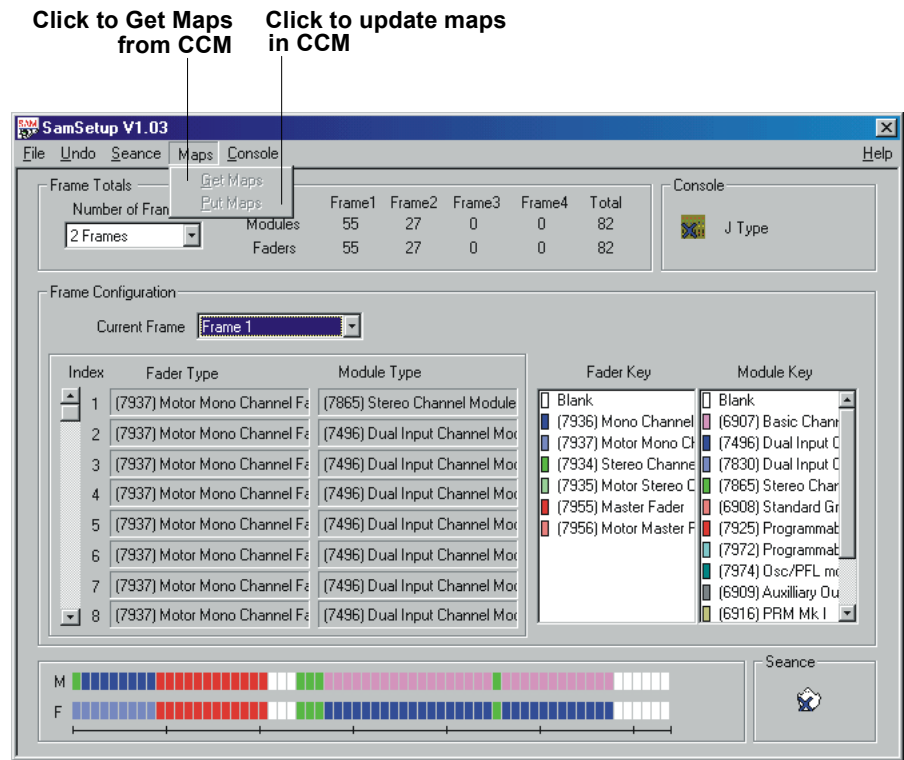 Click to Get Maps from CCM
Click to update maps in CCM
SamSetup V1.03
File Undo Seance Maps Console Help
Get Maps
Put Maps
Frame Totals
Number of Fran
2 Frames
Frame1 Frame2 Frame3 Frame4 Total
Modules 55 27 0 0 82
Faders 55 27 0 0 82
Console
J Type
Frame Configuration
Current Frame Frame 1
Index Fader Type Module Type
1 (7937) Motor Mono Channel Fa (7865) Stereo Channel Module
2 (7937) Motor Mono Channel Fa (7496) Dual Input Channel Moc
3 (7937) Motor Mono Channel Fa (7496) Dual Input Channel Moc
4 (7937) Motor Mono Channel Fa (7496) Dual Input Channel Moc
5 (7937) Motor Mono Channel Fa (7496) Dual Input Channel Moc
6 (7937) Motor Mono Channel Fa (7496) Dual Input Channel Moc
7 (7937) Motor Mono Channel Fa (7496) Dual Input Channel Moc
8 (7937) Motor Mono Channel Fa (7496) Dual Input Channel Moc
Fader Key
Blank
(7936) Mono Channel
(7937) Motor Mono Ch
(7934) Stereo Channe
(7935) Motor Stereo C
(7955) Master Fader
(7956) Motor Master F
Module Key
Blank
(6907) Basic Chann
(7496) Dual Input C
(7830) Dual Input C
(7865) Stereo Char
(6908) Standard Gr
(7925) Programmab
(7972) Programmab
(7974) Osc/PFL mo
(6909) Auxilliary Ou
(6916) PRM Mk I
M
F
Seance